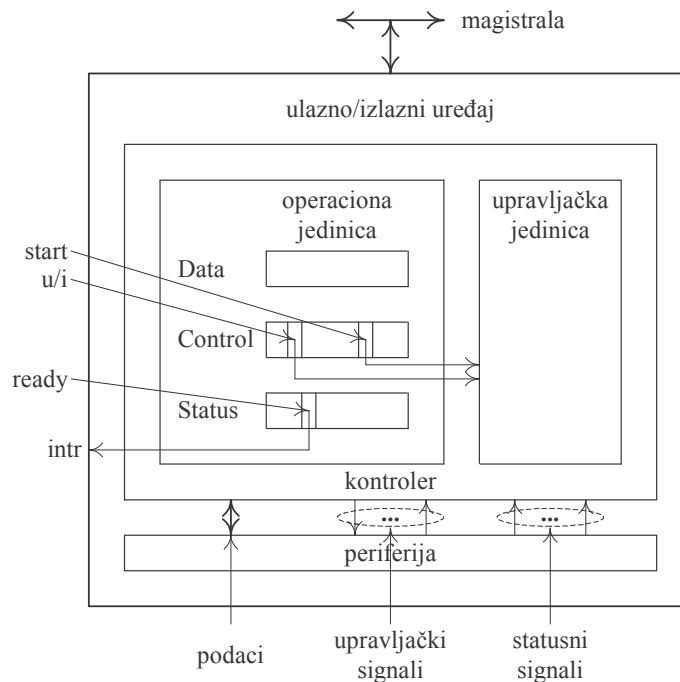 magistrala
ulazno/izlazni uređaj
operaciona
jedinica
upravljačka
jedinica
start
u/i
Data
Control
ready
Status
intr
kontroler
...
...
periferija
podaci
upravljački
signali
statusni
signali